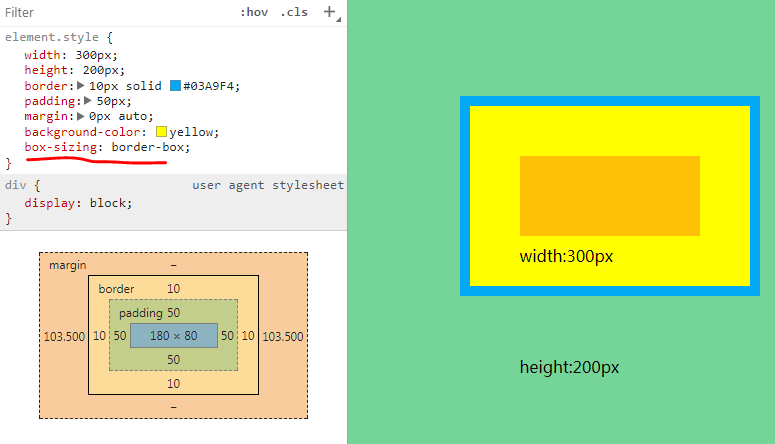 Filter :hov .cls +
element.style {
width: 300px;
height: 200px;
border: 10px solid #03A9F4;
padding: 50px;
margin: 0px auto;
background-color: yellow;
box-sizing: border-box;
}
div { user agent stylesheet
display: block;
}
margin –
border 10
padding 50
103.500 10 50 180 × 80 50 10 103.500
50
10
–
width:300px
height:200px